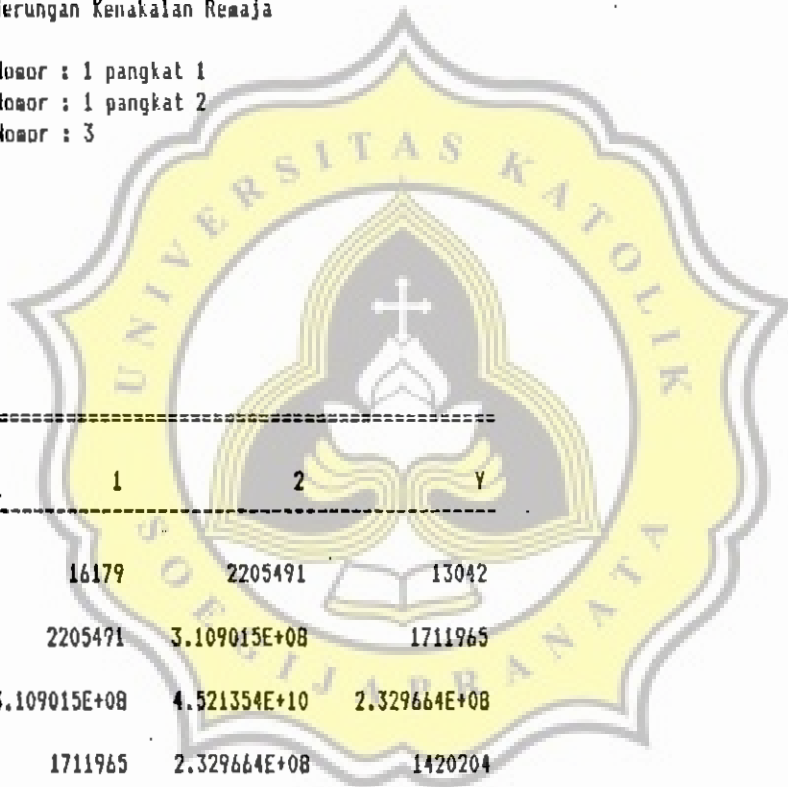 derungan Kenakalan Remaja
Nomor : 1 pangkat 1
Nomor : 1 pangkat 2
Nomor : 3
UNIVERSITAS KATOLIK
1 2 Y
16179 2205491 13042
2205491 3.109015E+08 1711965
3.109015E+08 4.521354E+10 2.329664E+08
1711965 2.329664E+08 1420204
SOEGIJAPRANATA